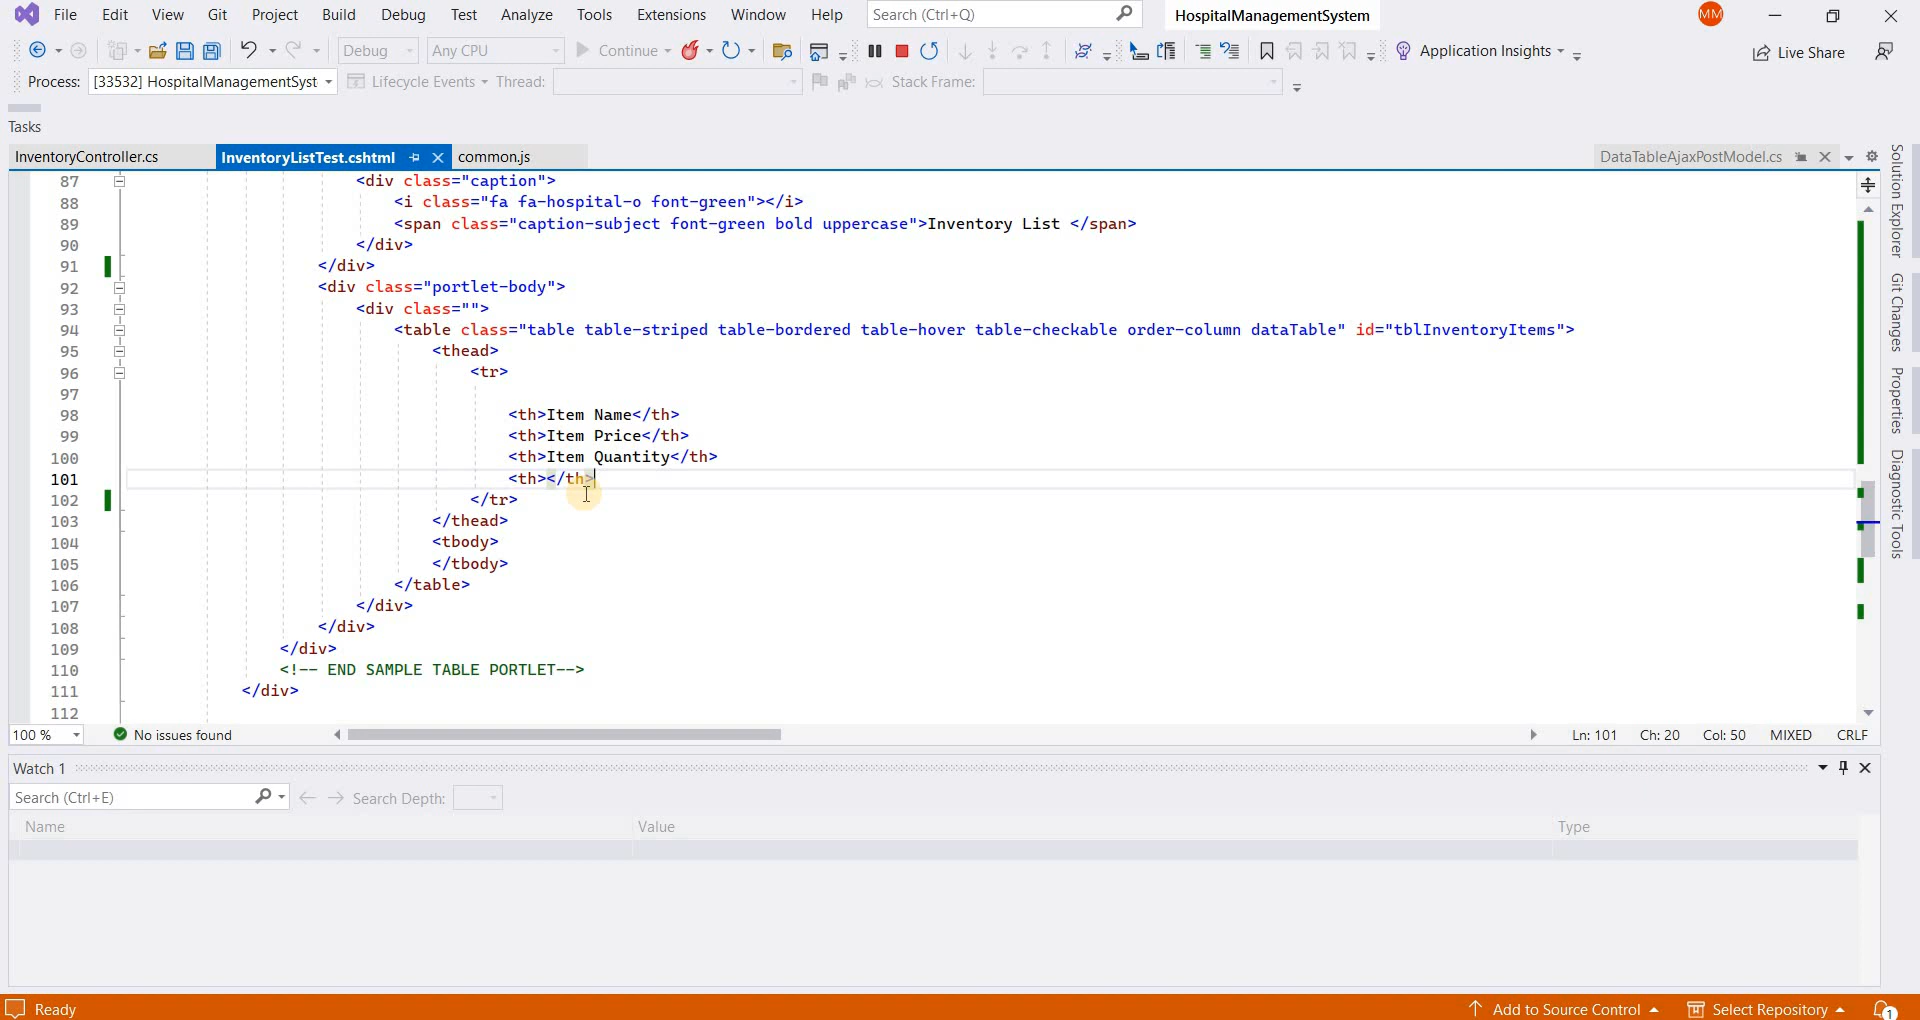 File Edit View Git Project Build Debug Test Analyze Tools Extensions Window Help Search (Ctrl+Q) HospitalManagementSystem MM
Debug Any CPU Continue Application Insights Live Share
Process: [33532] HospitalManagementSyst Lifecycle Events Thread: Stack Frame:
Tasks
InventoryController.cs InventoryListTest.cshtml common.js DataTableAjaxPostModel.cs
87 <div class="caption">
88 <i class="fa fa-hospital-o font-green"></i>
89 <span class="caption-subject font-green bold uppercase">Inventory List </span>
90 </div>
91 </div>
92 <div class="portlet-body">
93 <div class="">
94 <table class="table table-striped table-bordered table-hover table-checkable order-column dataTable" id="tblInventoryItems">
95 <thead>
96 <tr>
97
98 <th>Item Name</th>
99 <th>Item Price</th>
100 <th>Item Quantity</th>
101 <th></th>
102 </tr>
103 </thead>
104 <tbody>
105 </tbody>
106 </table>
107 </div>
108 </div>
109 </div>
110 <!-- END SAMPLE TABLE PORTLET-->
111 </div>
112
100 % No issues found Ln: 101 Ch: 20 Col: 50 MIXED CRLF
Watch 1
Search (Ctrl+E) Search Depth:
Name Value Type
Ready Add to Source Control Select Repository 1
Solution Explorer
Git Changes
Properties
Diagnostic Tools